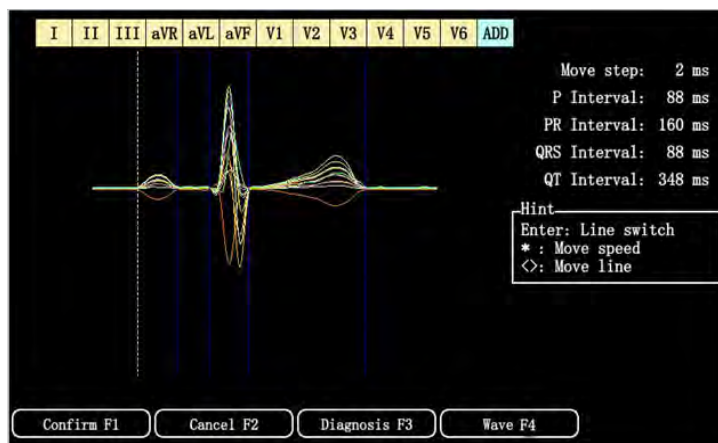 I II III aVR aVL aVF V1 V2 V3 V4 V5 V6 ADD
Move step: 2 ms
P Interval: 88 ms
PR Interval: 160 ms
QRS Interval: 88 ms
QT Interval: 348 ms
Hint
Enter: Line switch
* : Move speed
<>: Move line
Confirm F1 Cancel F2 Diagnosis F3 Wave F4